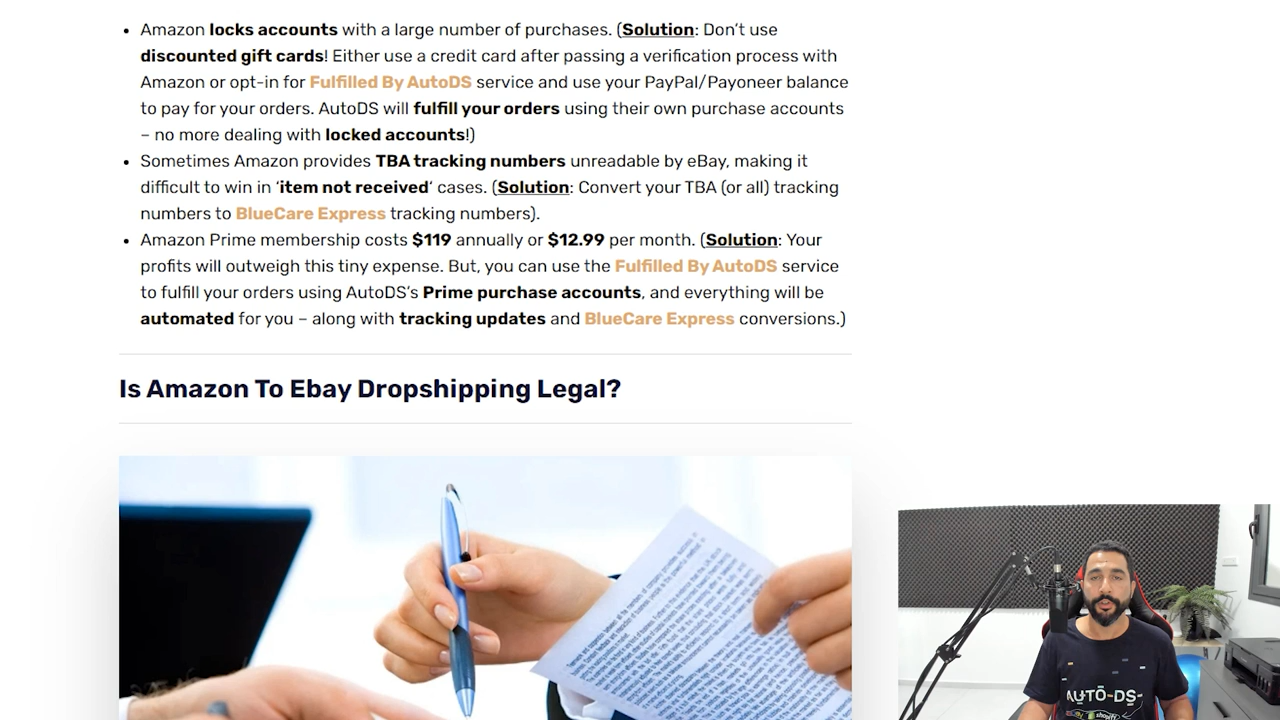 • Amazon locks accounts with a large number of purchases. (Solution: Don't use
discounted gift cards! Either use a credit card after passing a verification process with
Amazon or opt-in for Fulfilled By AutoDS service and use your PayPal/Payoneer balance
to pay for your orders. AutoDS will fulfill your orders using their own purchase accounts
– no more dealing with locked accounts!)
• Sometimes Amazon provides TBA tracking numbers unreadable by eBay, making it
difficult to win in 'item not received' cases. (Solution: Convert your TBA (or all) tracking
numbers to BlueCare Express tracking numbers).
• Amazon Prime membership costs $119 annually or $12.99 per month. (Solution: Your
profits will outweigh this tiny expense. But, you can use the Fulfilled By AutoDS service
to fulfill your orders using AutoDS's Prime purchase accounts, and everything will be
automated for you – along with tracking updates and BlueCare Express conversions.)
Is Amazon To Ebay Dropshipping Legal?
AUTO-DS-
shopify